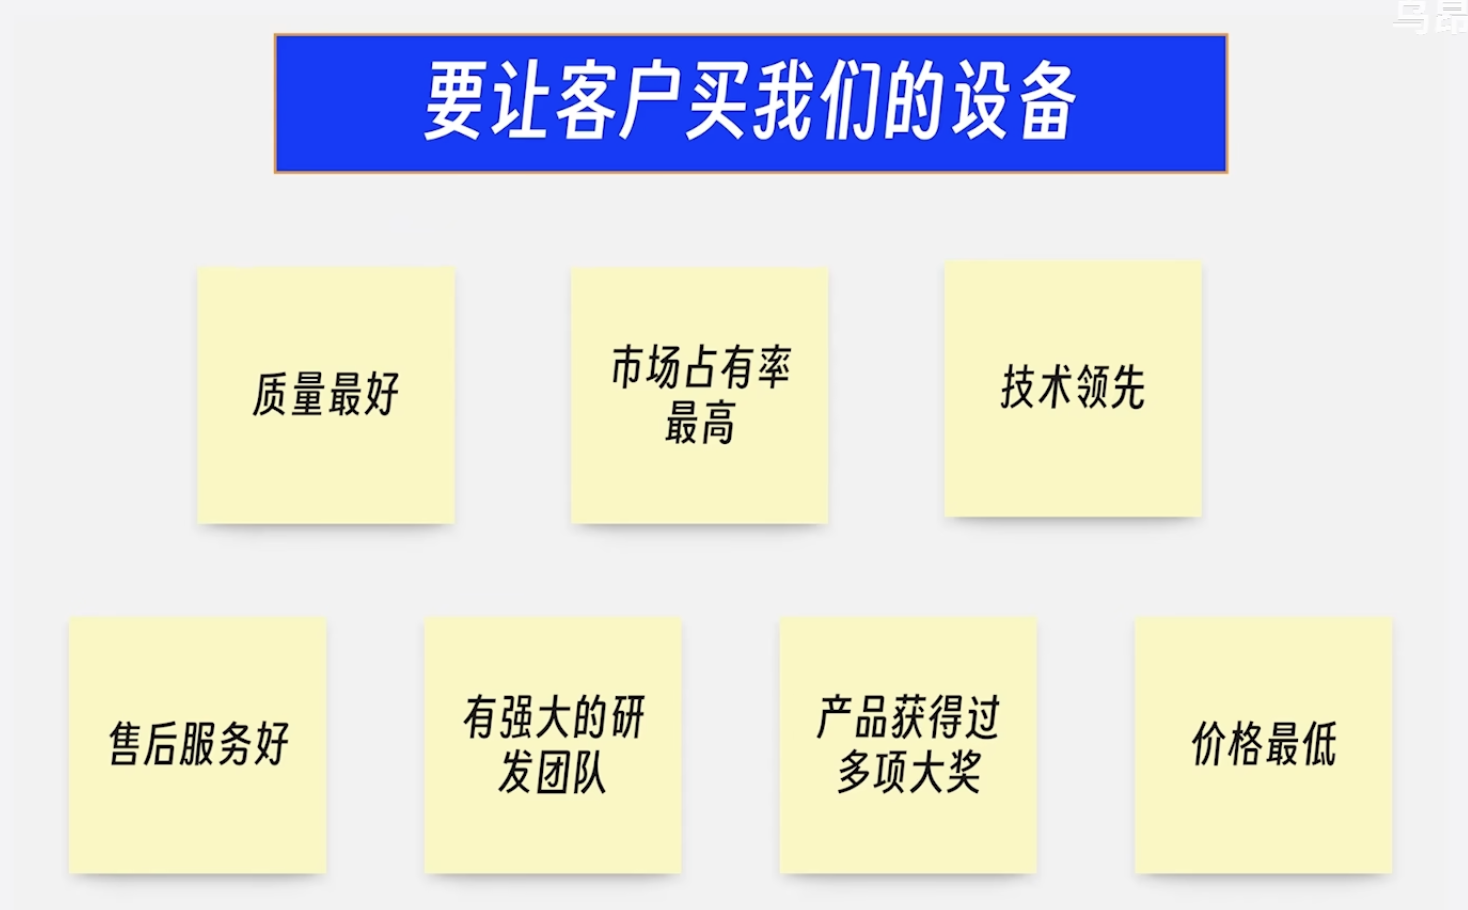 要让客户买我们的设备
质量最好
市场占有率
最高
技术领先
售后服务好
有强大的研
发团队
产品获得过
多项大奖
价格最低